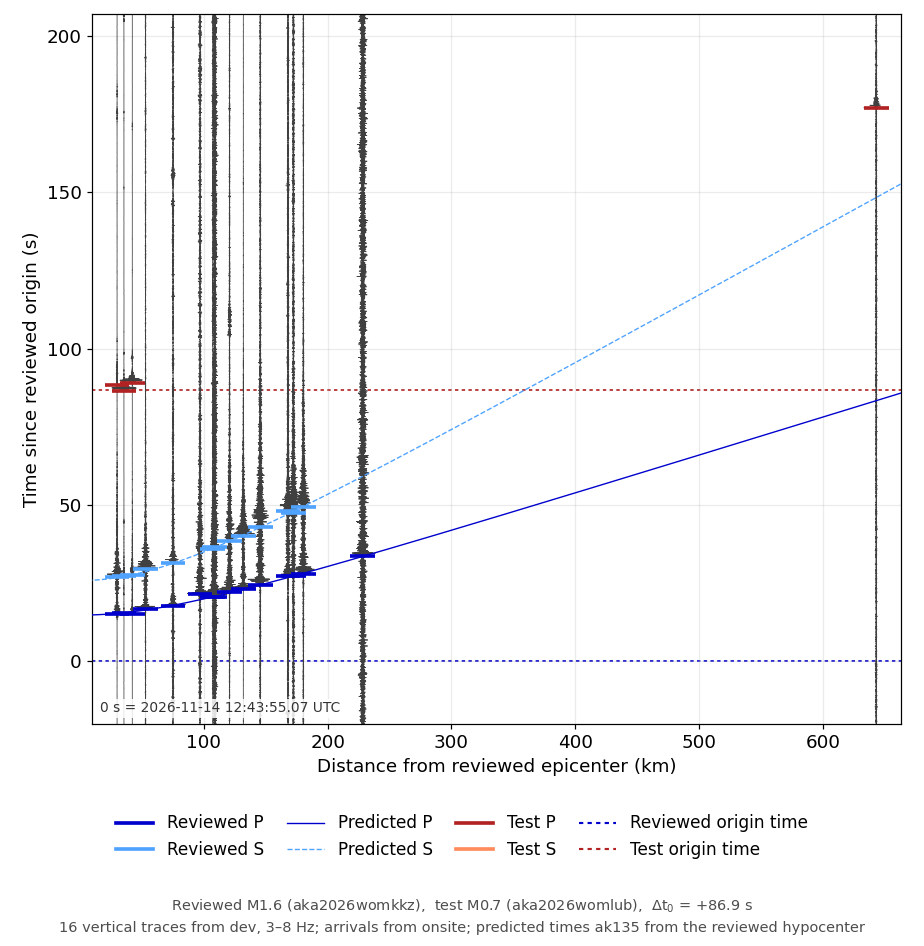 200
150
100
50
0
Time since reviewed origin (s)
0 s = 2026-11-14 12:43:55.07 UTC
100 200 300 400 500 600
Distance from reviewed epicenter (km)
Reviewed P Predicted P Test P Reviewed origin time
Reviewed S Predicted S Test S Test origin time
Reviewed M1.6 (aka2026womkkz), test M0.7 (aka2026womlub), Δt₀ = +86.9 s
16 vertical traces from dev, 3–8 Hz; arrivals from onsite; predicted times ak135 from the reviewed hypocenter